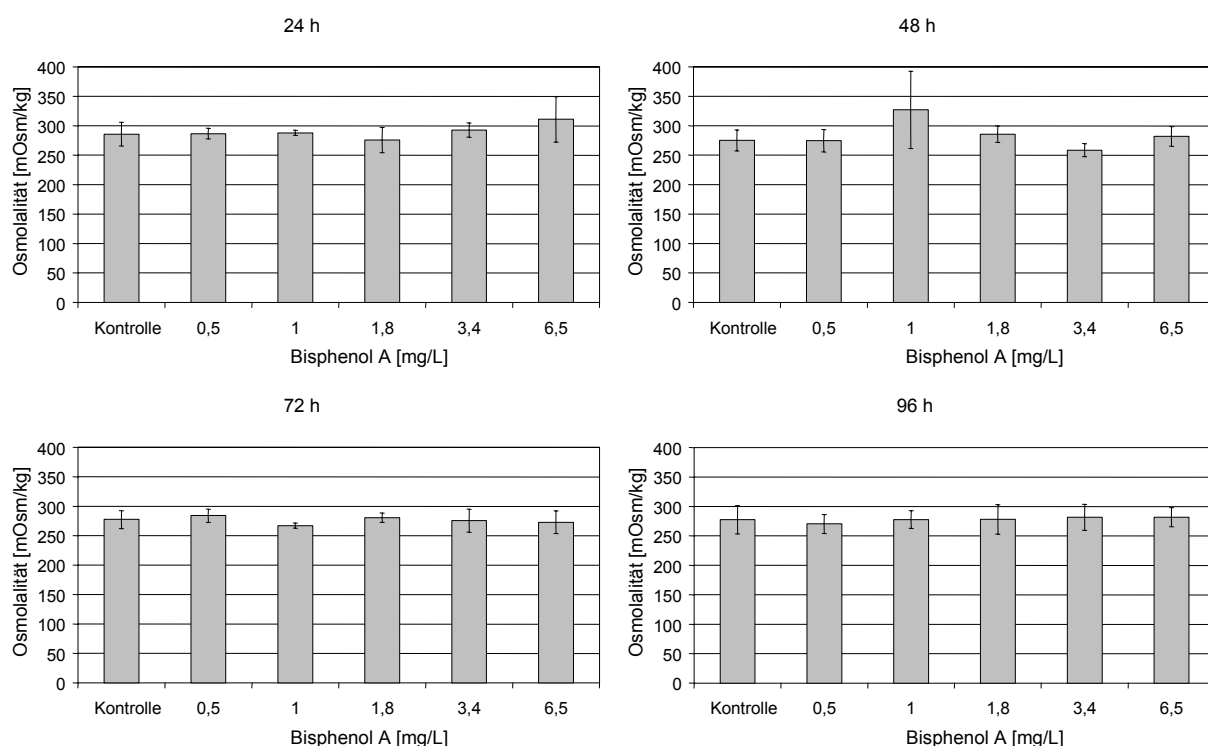 24 h
Osmolalität [mOsm/kg]
400
350
300
250
200
150
100
50
0
Kontrolle 0,5 1 1,8 3,4 6,5
Bisphenol A [mg/L]
48 h
Osmolalität [mOsm/kg]
400
350
300
250
200
150
100
50
0
Kontrolle 0,5 1 1,8 3,4 6,5
Bisphenol A [mg/L]
72 h
Osmolalität [mOsm/kg]
400
350
300
250
200
150
100
50
0
Kontrolle 0,5 1 1,8 3,4 6,5
Bisphenol A [mg/L]
96 h
Osmolalität [mOsm/kg]
400
350
300
250
200
150
100
50
0
Kontrolle 0,5 1 1,8 3,4 6,5
Bisphenol A [mg/L]